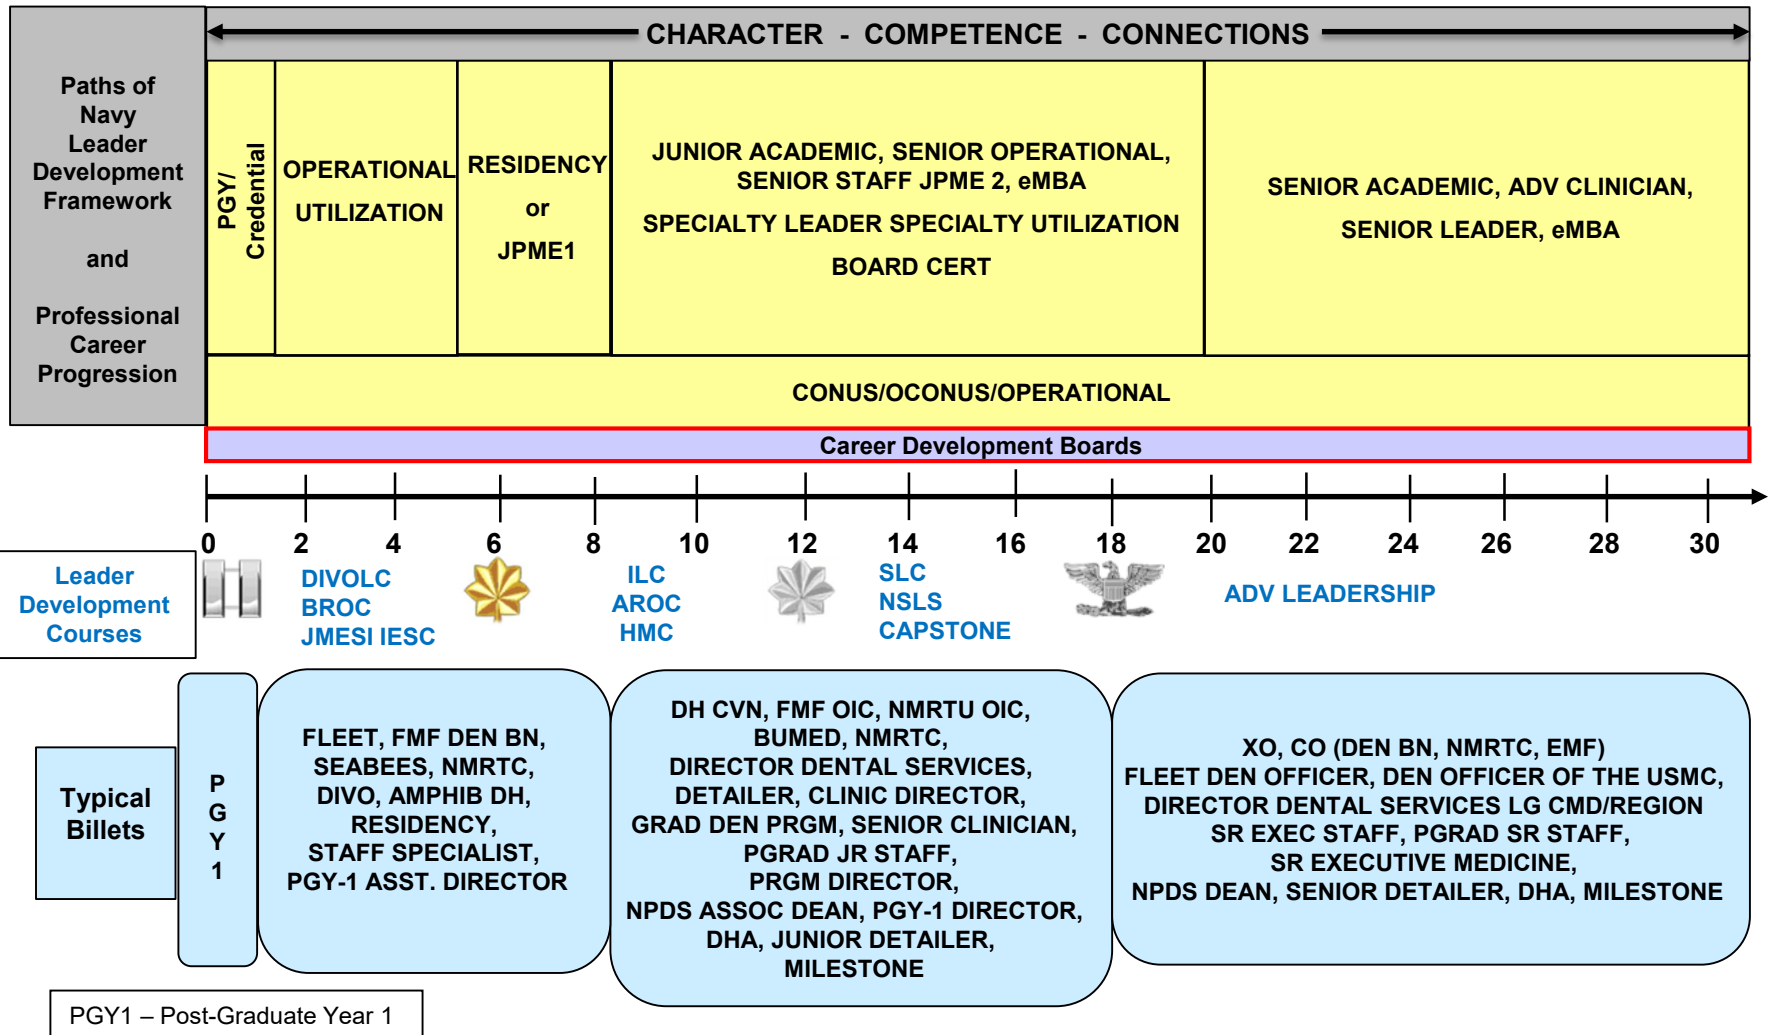 CHARACTER - COMPETENCE - CONNECTIONS
Paths of
Navy
Leader
Development
Framework
and
Professional
Career
Progression
PGY/
Credential
OPERATIONAL
UTILIZATION
RESIDENCY
or
JPME1
JUNIOR ACADEMIC, SENIOR OPERATIONAL,
SENIOR STAFF JPME 2, eMBA
SPECIALTY LEADER SPECIALTY UTILIZATION
BOARD CERT
SENIOR ACADEMIC, ADV CLINICIAN,
SENIOR LEADER, eMBA
CONUS/OCONUS/OPERATIONAL
Career Development Boards
0 2 4 6 8 10 12 14 16 18 20 22 24 26 28 30
Leader
Development
Courses
DIVOLC
BROC
JMESI IESC
ILC
AROC
HMC
SLC
NSLS
CAPSTONE
ADV LEADERSHIP
Typical
Billets
P
G
Y
1
FLEET, FMF DEN BN,
SEABEES, NMRTC,
DIVO, AMPHIB DH,
RESIDENCY,
STAFF SPECIALIST,
PGY-1 ASST. DIRECTOR
DH CVN, FMF OIC, NMRTU OIC,
BUMED, NMRTC,
DIRECTOR DENTAL SERVICES,
DETAILER, CLINIC DIRECTOR,
GRAD DEN PRGM, SENIOR CLINICIAN,
PGRAD JR STAFF,
PRGM DIRECTOR,
NPDS ASSOC DEAN, PGY-1 DIRECTOR,
DHA, JUNIOR DETAILER,
MILESTONE
XO, CO (DEN BN, NMRTC, EMF)
FLEET DEN OFFICER, DEN OFFICER OF THE USMC,
DIRECTOR DENTAL SERVICES LG CMD/REGION
SR EXEC STAFF, PGRAD SR STAFF,
SR EXECUTIVE MEDICINE,
NPDS DEAN, SENIOR DETAILER, DHA, MILESTONE
PGY1 – Post-Graduate Year 1